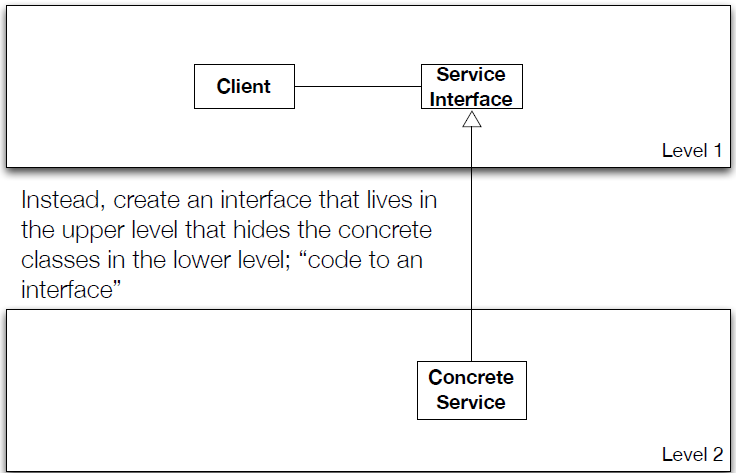 Client
Service
Interface
Level 1
Instead, create an interface that lives in
the upper level that hides the concrete
classes in the lower level; “code to an
interface”
Concrete
Service
Level 2